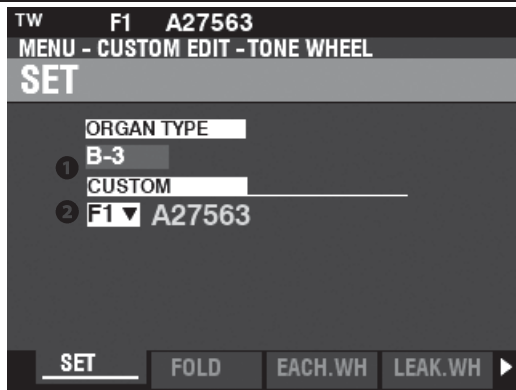 TW F1 A27563
MENU - CUSTOM EDIT - TONE WHEEL
SET
ORGAN TYPE
1 B-3
CUSTOM
2 F1 ▼ A27563
SET FOLD EACH.WH LEAK.WH ▶